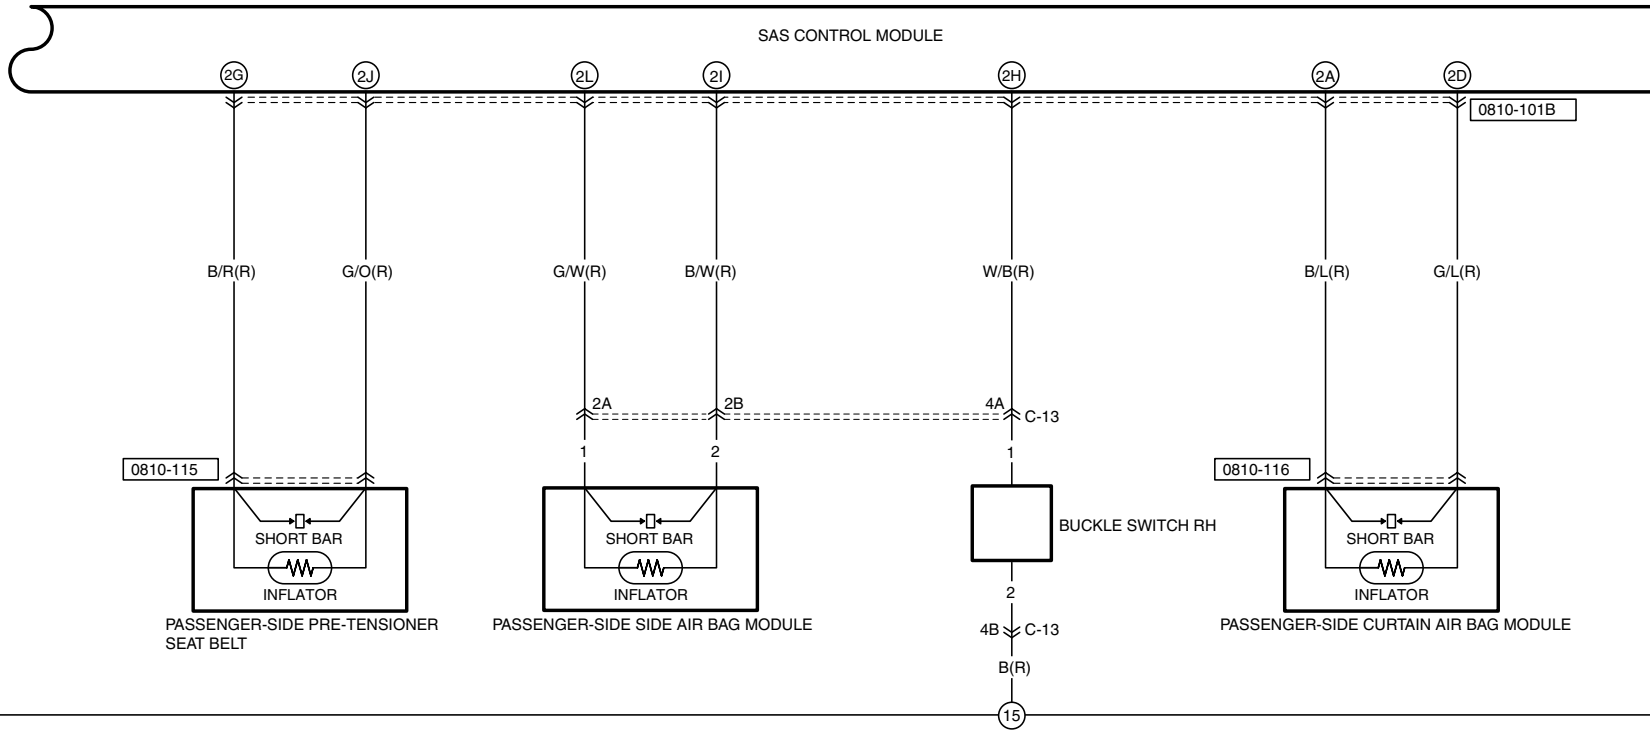 SAS CONTROL MODULE
2G 2J 2L 2I 2H 2A 2D
0810-101B
B/R(R) G/O(R) G/W(R) B/W(R) W/B(R) B/L(R) G/L(R)
2A 2B 4A C-13
1 2 1
0810-115 0810-116
BUCKLE SWITCH RH
SHORT BAR SHORT BAR SHORT BAR
INFLATOR INFLATOR INFLATOR
2
PASSENGER-SIDE PRE-TENSIONER
SEAT BELT
PASSENGER-SIDE SIDE AIR BAG MODULE
4B C-13
PASSENGER-SIDE CURTAIN AIR BAG MODULE
B(R)
15